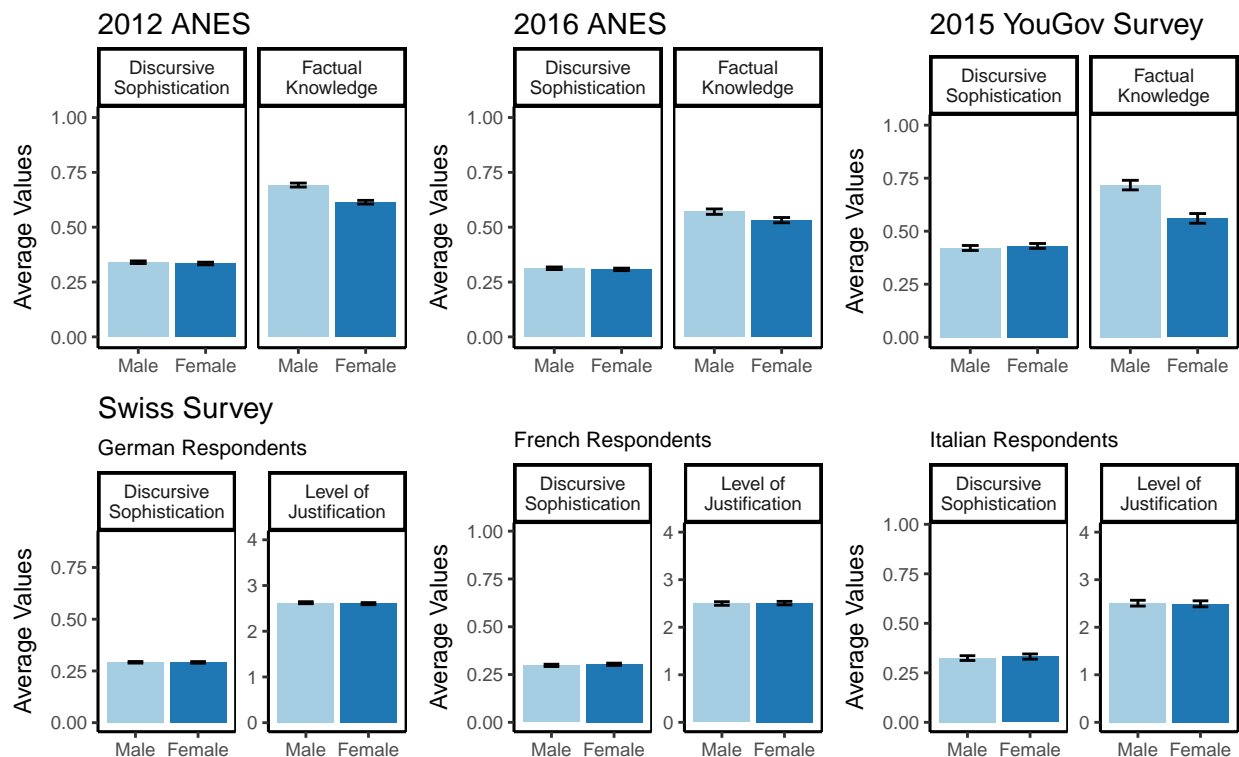 2012 ANES
Discursive
Sophistication
Factual
Knowledge
Average Values
1.00
0.75
0.50
0.25
0.00
Male
Female
Male
Female
2016 ANES
Discursive
Sophistication
Factual
Knowledge
Average Values
1.00
0.75
0.50
0.25
0.00
Male
Female
Male
Female
2015 YouGov Survey
Discursive
Sophistication
Factual
Knowledge
Average Values
1.00
0.75
0.50
0.25
0.00
Male
Female
Male
Female
Swiss Survey
German Respondents
Discursive
Sophistication
Level of
Justification
Average Values
0.75
0.50
0.25
0.00
4
3
2
1
0
Male
Female
Male
Female
French Respondents
Discursive
Sophistication
Level of
Justification
Average Values
1.00
0.75
0.50
0.25
0.00
4
3
2
1
0
Male
Female
Male
Female
Italian Respondents
Discursive
Sophistication
Level of
Justification
Average Values
1.00
0.75
0.50
0.25
0.00
4
3
2
1
0
Male
Female
Male
Female